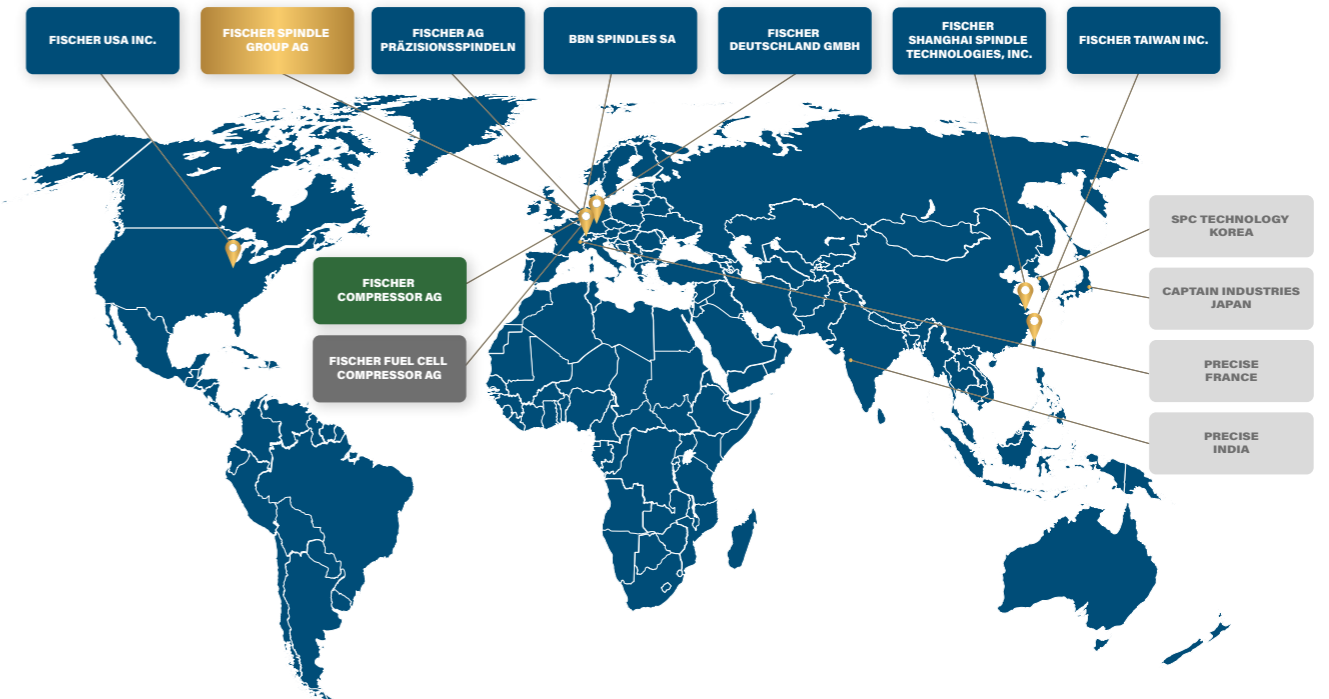 FISCHER USA INC.
FISCHER SPINDLE
GROUP AG
FISCHER AG
PRÄZISIONSSPINDELN
BBN SPINDLES SA
FISCHER
DEUTSCHLAND GMBH
FISCHER
SHANGHAI SPINDLE
TECHNOLOGIES, INC.
FISCHER TAIWAN INC.
SPC TECHNOLOGY
KOREA
FISCHER
COMPRESSOR AG
CAPTAIN INDUSTRIES
JAPAN
FISCHER FUEL CELL
COMPRESSOR AG
PRECISE
FRANCE
PRECISE
INDIA